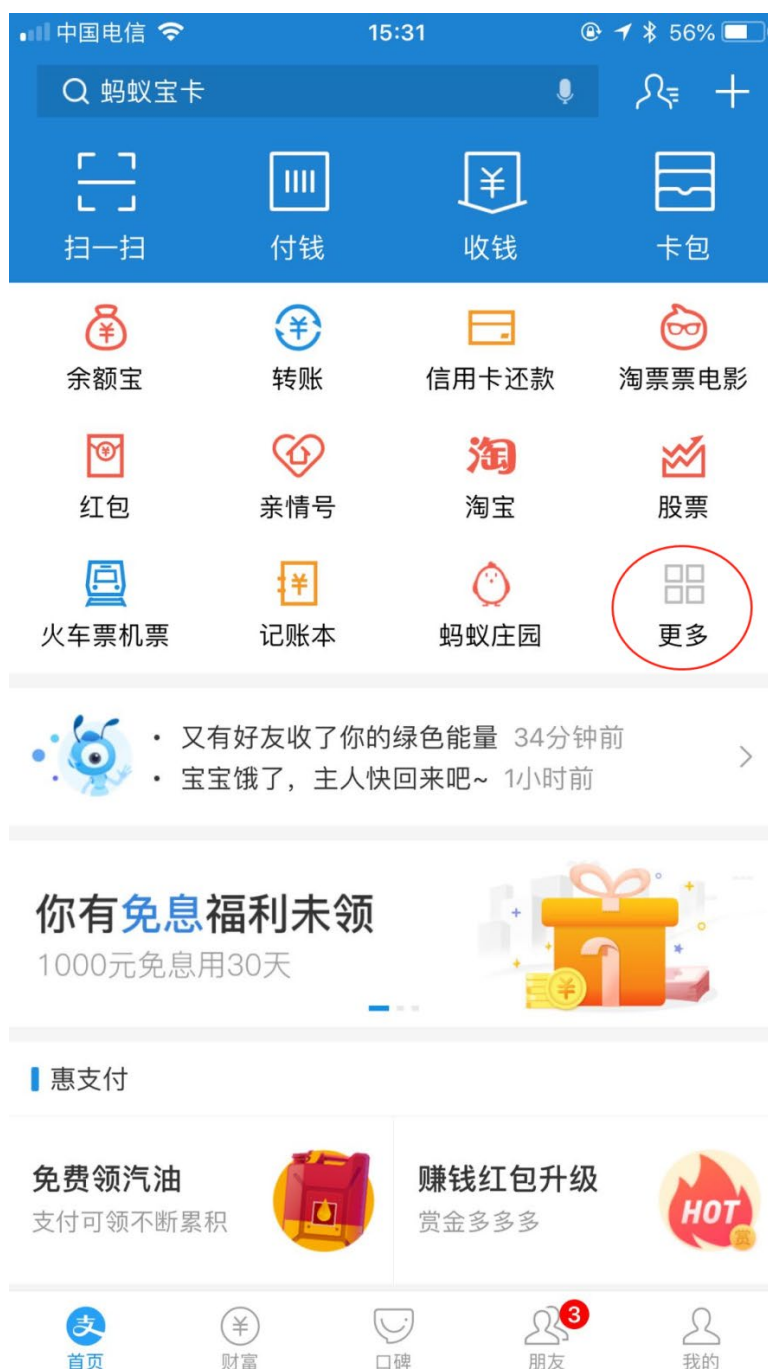 中国电信 15:31 56%
蚂蚁宝卡
扫一扫 付钱 收钱 卡包
余额宝 转账 信用卡还款 淘票票电影
淘
红包 亲情号 淘宝 股票
火车票机票 记账本 蚂蚁庄园 更多
· 又有好友收了你的绿色能量 34分钟前
· 宝宝饿了，主人快回来吧~ 1小时前
你有免息福利未领
1000元免息用30天
惠支付
免费领汽油 赚钱红包升级
支付可领不断累积 赏金多多多
HOT
赏
支 3
首页 财富 口碑 朋友 我的